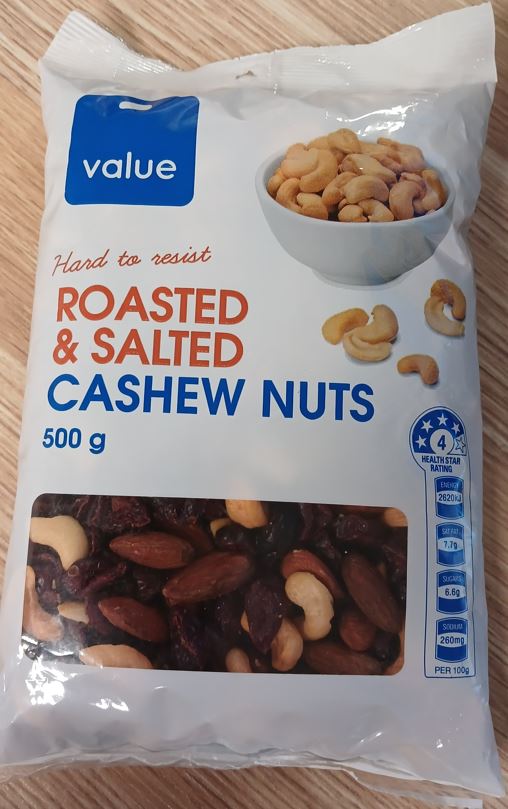 value
Hard to resist
ROASTED
& SALTED
CASHEW NUTS
500 g
4
HEALTH STAR
RATING
ENERGY
2620kJ
SAT FAT
7.7g
SUGARS
6.6g
SODIUM
260mg
PER 100g